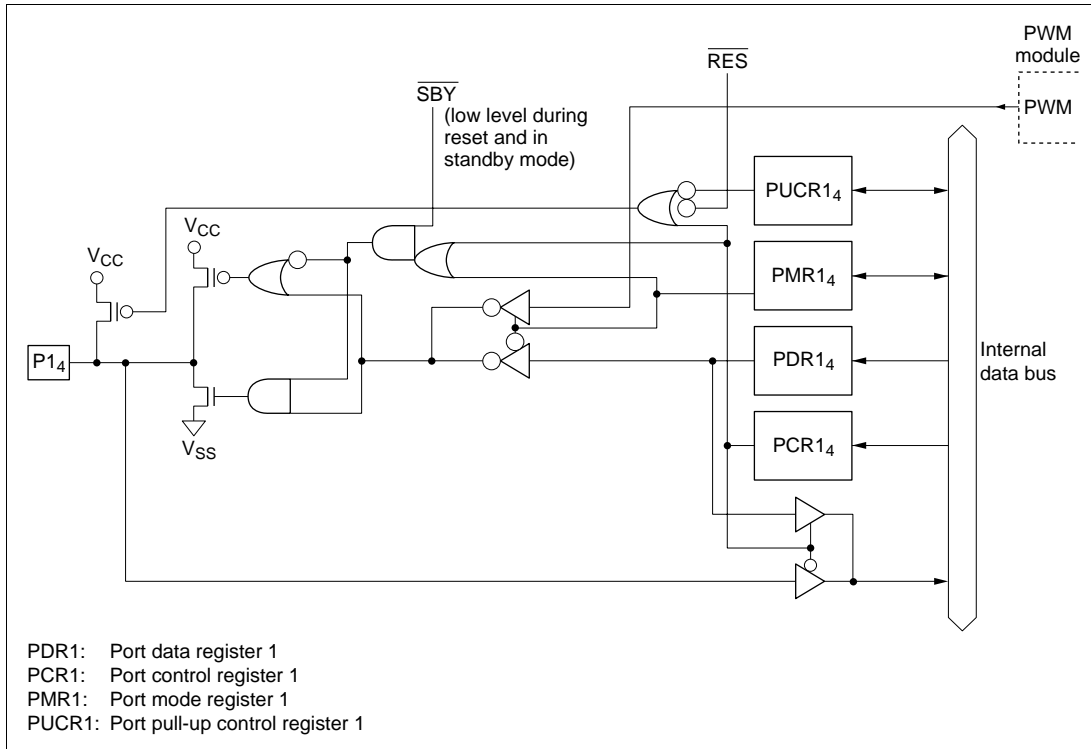 PWM
module
PWM
RES
SBY
(low level during
reset and in
standby mode)
PUCR1₄
VCC
VCC
PMR1₄
P1₄
PDR1₄
Internal
data bus
VSS
PCR1₄
PDR1: Port data register 1
PCR1: Port control register 1
PMR1: Port mode register 1
PUCR1: Port pull-up control register 1